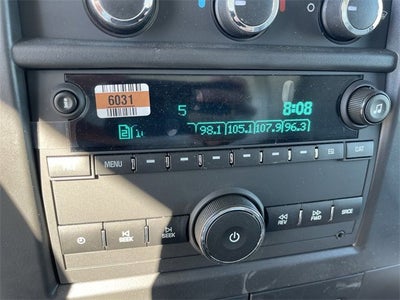 6031
5 8:08
98.1 105.1 107.9 96.3
MENU CAT
SEEK SEEK REV FWD